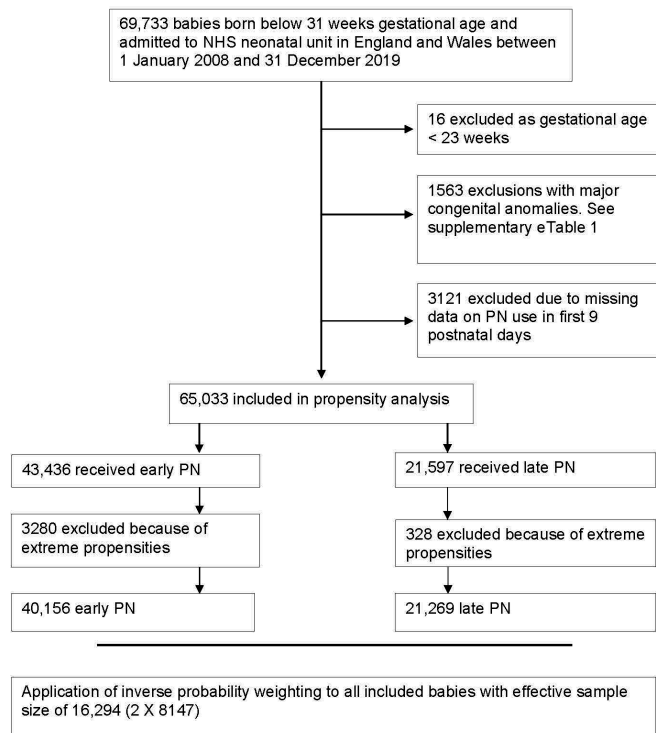 69,733 babies born below 31 weeks gestational age and
admitted to NHS neonatal unit in England and Wales between
1 January 2008 and 31 December 2019
16 excluded as gestational age
< 23 weeks
1563 exclusions with major
congenital anomalies. See
supplementary eTable 1
3121 excluded due to missing
data on PN use in first 9
postnatal days
65,033 included in propensity analysis
43,436 received early PN
21,597 received late PN
3280 excluded because of
extreme propensities
328 excluded because of extreme
propensities
40,156 early PN
21,269 late PN
Application of inverse probability weighting to all included babies with effective sample
size of 16,294 (2 X 8147)